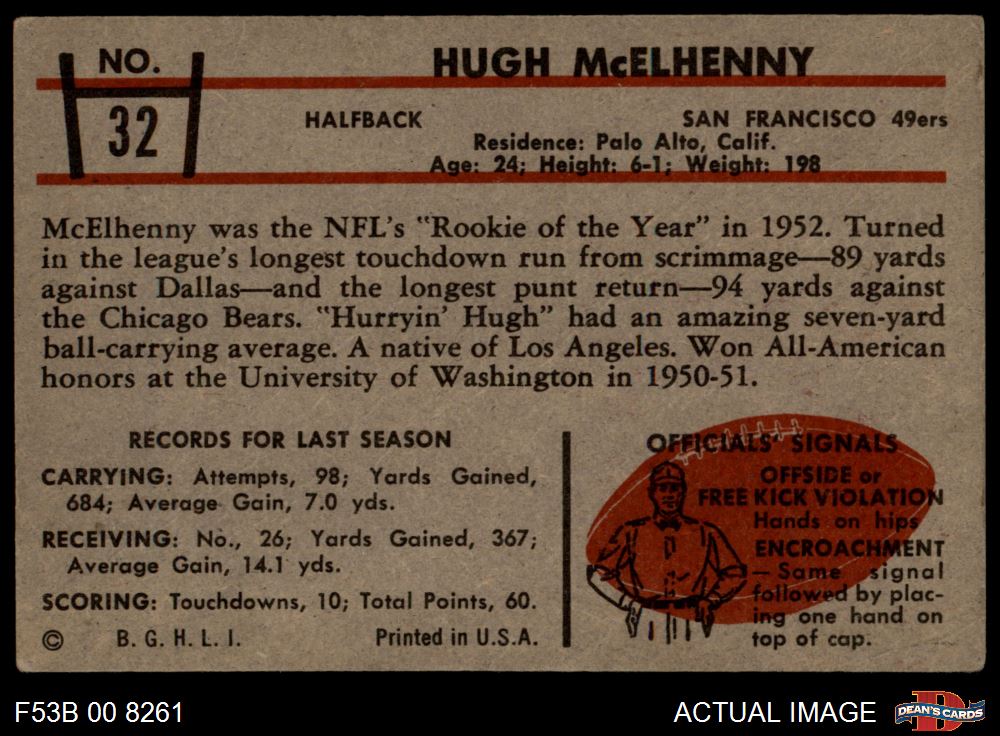 NO.
32
HUGH McELHENNY
HALFBACK
SAN FRANCISCO 49ers
Residence: Palo Alto, Calif.
Age: 24; Height: 6-1; Weight: 198
McElhenny was the NFL's "Rookie of the Year" in 1952. Turned
in the league's longest touchdown run from scrimmage—89 yards
against Dallas—and the longest punt return—94 yards against
the Chicago Bears. "Hurryin' Hugh" had an amazing seven-yard
ball-carrying average. A native of Los Angeles. Won All-American
honors at the University of Washington in 1950-51.
RECORDS FOR LAST SEASON
CARRYING: Attempts, 98; Yards Gained,
684; Average Gain, 7.0 yds.
RECEIVING: No., 26; Yards Gained, 367;
Average Gain, 14.1 yds.
SCORING: Touchdowns, 10; Total Points, 60.
© B. G. H. L. I. Printed in U.S.A.
OFFICIALS' SIGNALS
OFFSIDE or
FREE KICK VIOLATION
Hands on hips
ENCROACHMENT
— Same signal
followed by plac-
ing one hand on
top of cap.
F53B 00 8261
ACTUAL IMAGE
D
DEAN'S CARDS